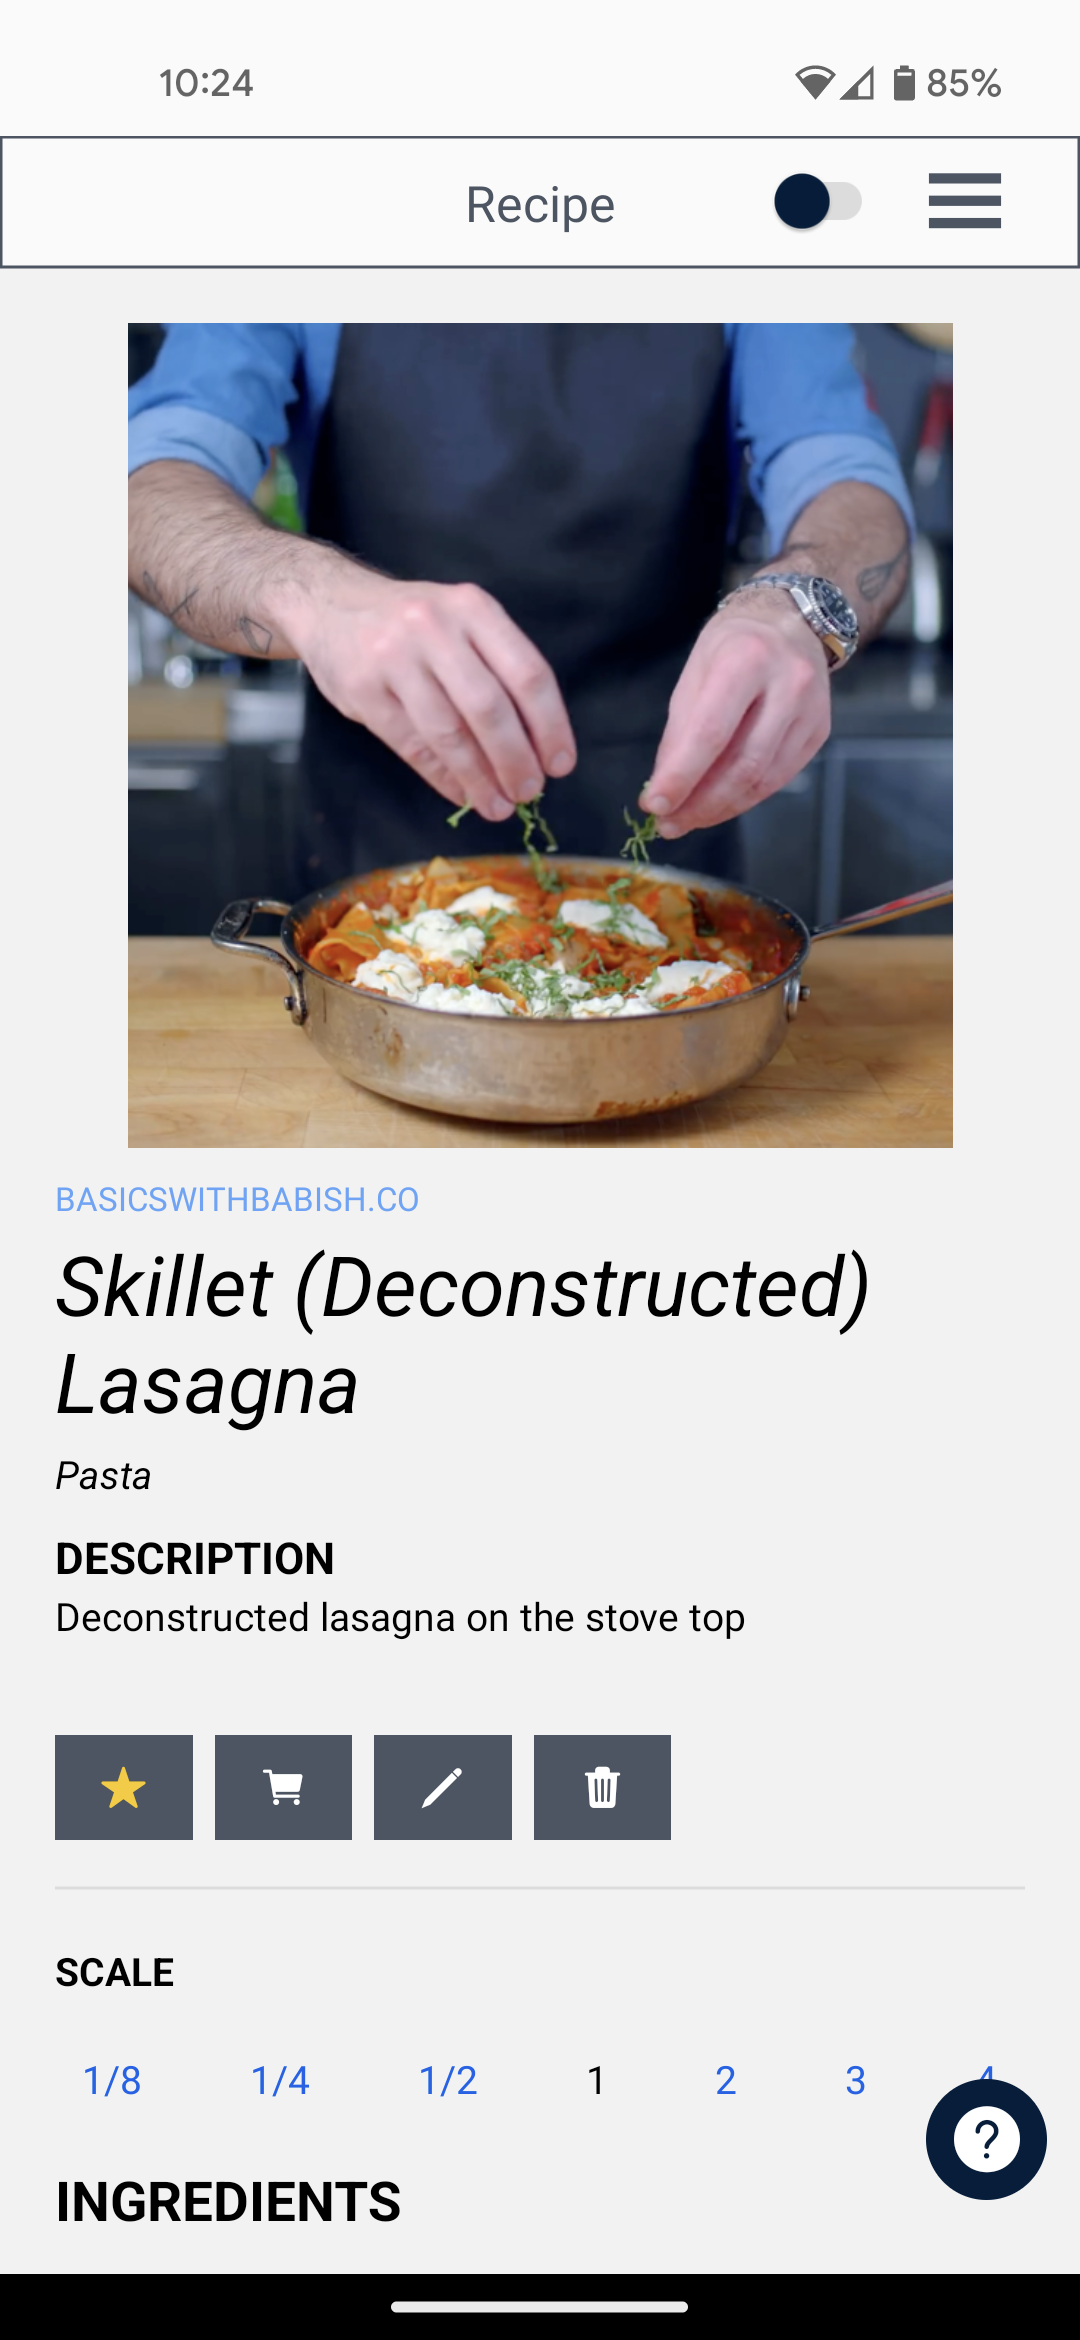 10:24
85%
Recipe
BASICSWITHBABISH.CO
Skillet (Deconstructed)
Lasagna
Pasta
DESCRIPTION
Deconstructed lasagna on the stove top
SCALE
1/8 1/4 1/2 1 2 3 4
?
INGREDIENTS